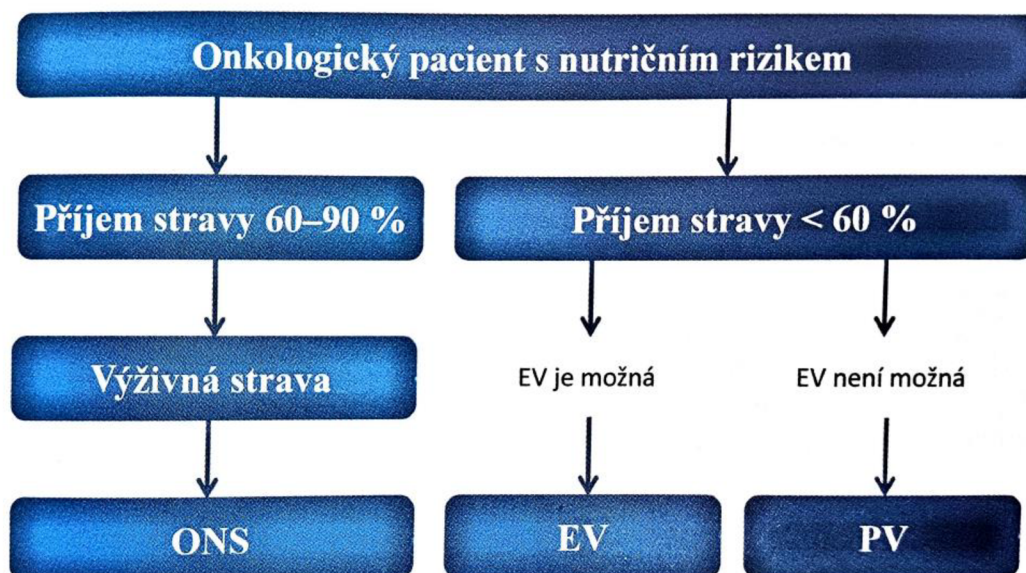 Onkologický pacient s nutričním rizikem
Příjem stravy 60–90 %
Příjem stravy < 60 %
Výživná strava
EV je možná
EV není možná
ONS
EV
PV